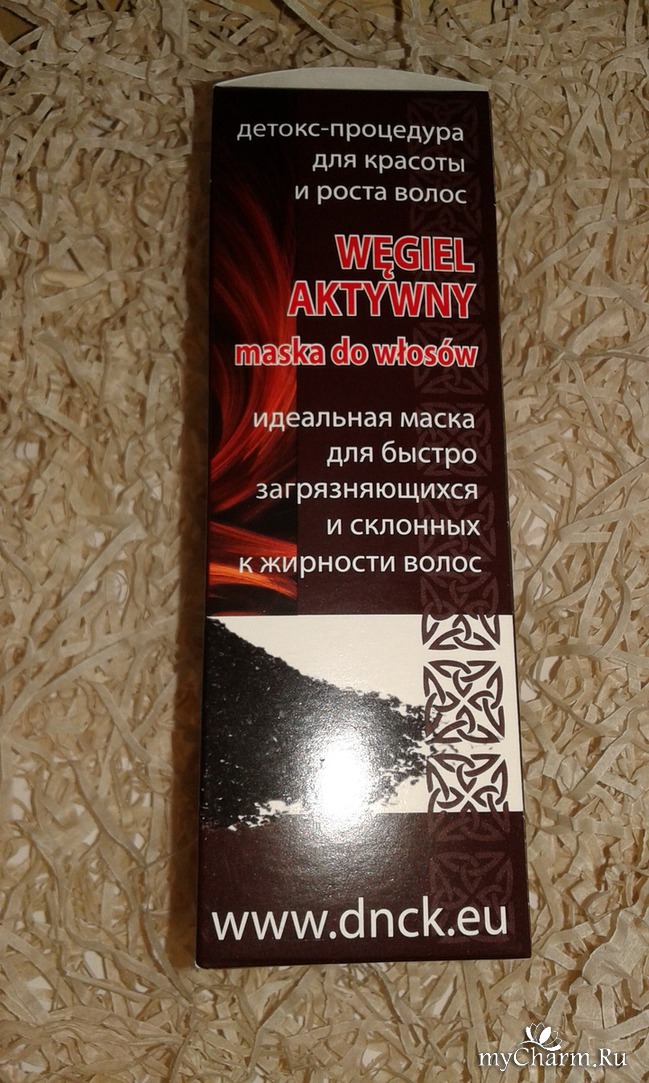 детокс-процедура
для красоты
и роста волос
WĘGIEL
AKTYWNY
maska do włosów
идеальная маска
для быстро
загрязняющихся
и склонных
к жирности волос
www.dnck.eu
myCharm.Ru